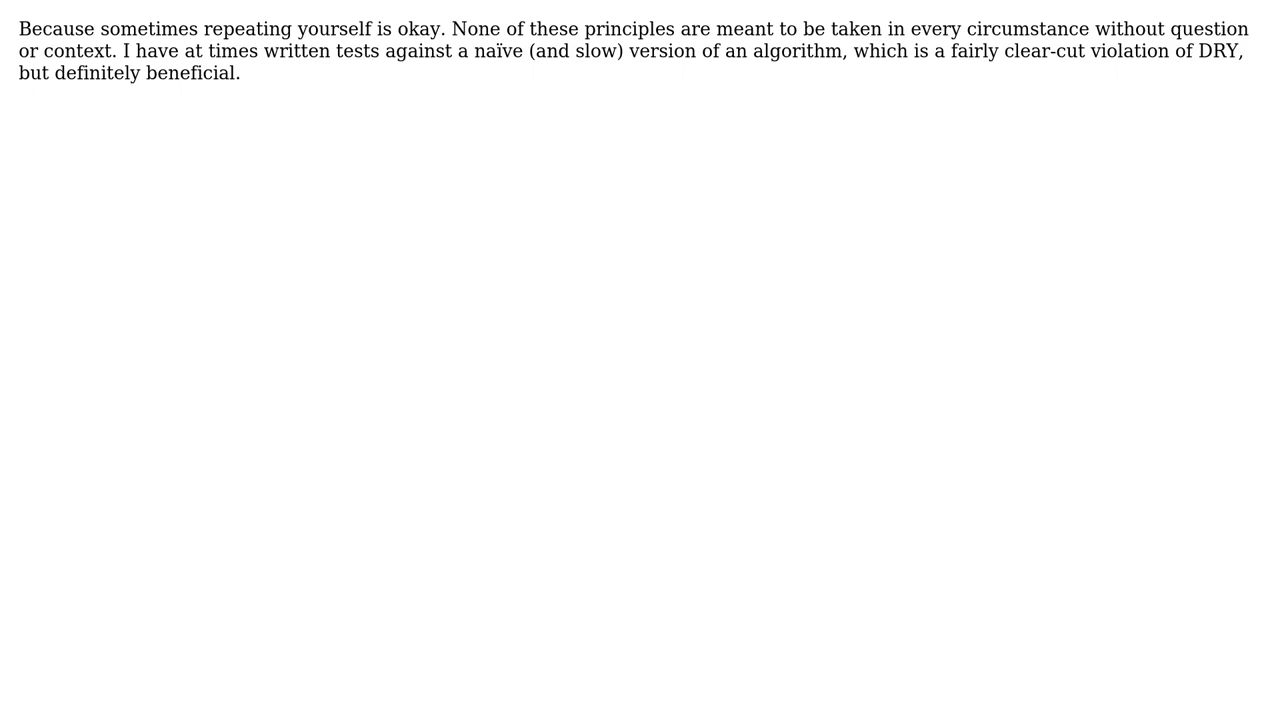 Because sometimes repeating yourself is okay. None of these principles are meant to be taken in every circumstance without question
or context. I have at times written tests against a naïve (and slow) version of an algorithm, which is a fairly clear-cut violation of DRY,
but definitely beneficial.